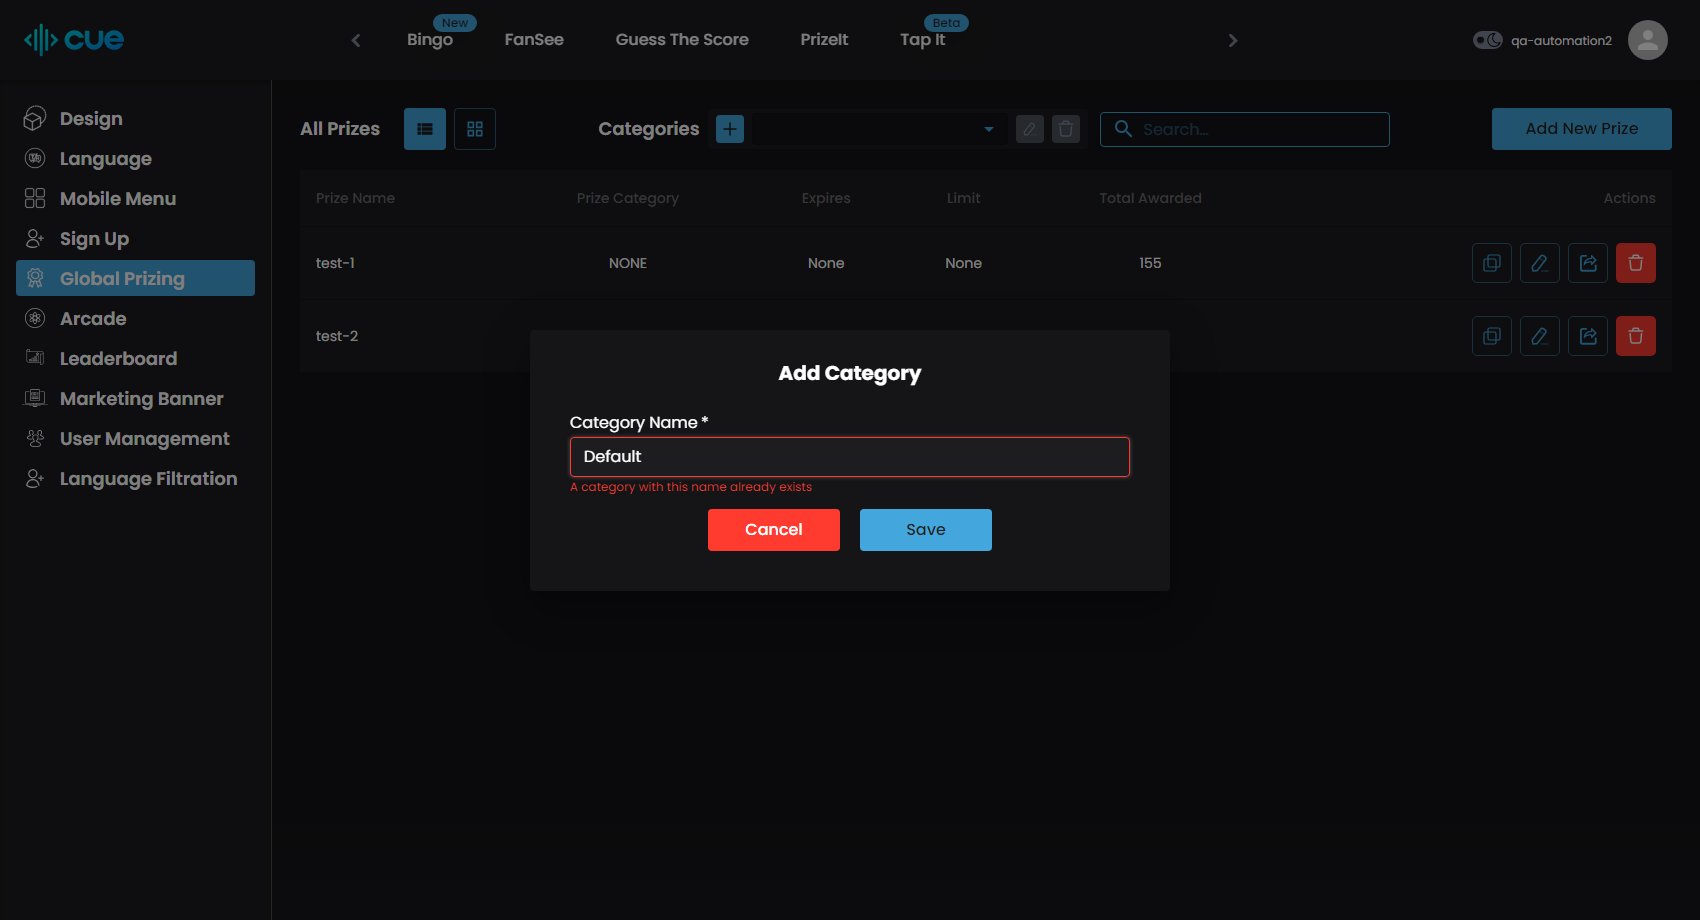 cue
Bingo New
FanSee
Guess The Score
PrizeIt
Tap It Beta
qa-automation2
Design
Language
Mobile Menu
Sign Up
Global Prizing
Arcade
Leaderboard
Marketing Banner
User Management
Language Filtration
All Prizes
Categories
Search...
Add New Prize
Prize Name Prize Category Expires Limit Total Awarded Actions
test-1 NONE None None 155
test-2
Add Category
Category Name *
Default
A category with this name already exists
Cancel
Save